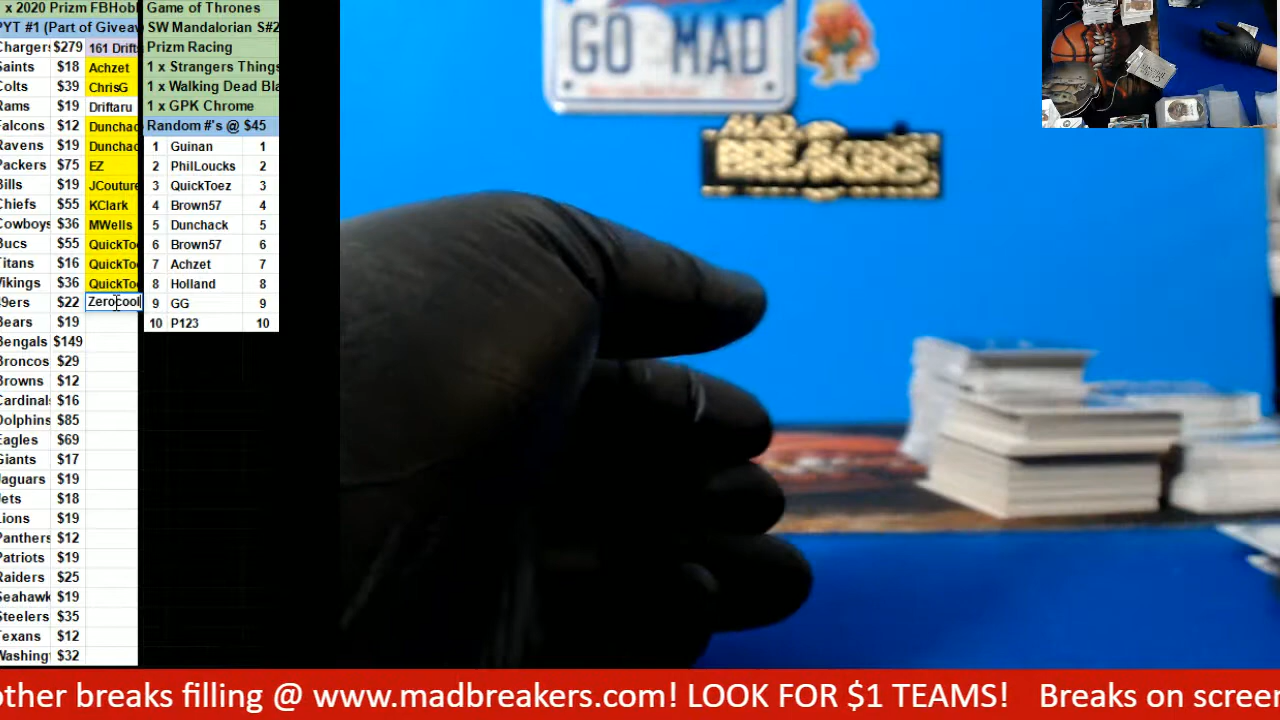 x 2020 Prizm FBHobl
PYT #1 (Part of Giveaw
Chargers $279 161 Drift
Saints $18 Achzet
Colts $39 ChrisG
Rams $19 Driftaru
Falcons $12 Dunchac
Ravens $19 Dunchac
Packers $75 EZ
Bills $19 JCouture
Chiefs $55 KClark
Cowboys $36 MWells
Bucs $55 QuickToe
Titans $16 QuickToe
Vikings $36 QuickToe
49ers $22 Zerocool
Bears $19
Bengals $149
Broncos $29
Browns $12
Cardinals $16
Dolphins $85
Eagles $69
Giants $17
Jaguars $19
Jets $18
Lions $19
Panthers $12
Patriots $19
Raiders $25
Seahawk $19
Steelers $35
Texans $12
Washing $32
Game of Thrones
SW Mandalorian S#2
Prizm Racing
1 x Strangers Things
1 x Walking Dead Bla
1 x GPK Chrome
Random #'s @ $45
1 Guinan 1
2 PhilLoucks 2
3 QuickToez 3
4 Brown57 4
5 Dunchack 5
6 Brown57 6
7 Achzet 7
8 Holland 8
9 GG 9
10 P123 10
GO MAD
MAD
BREAKERS
other breaks filling @ www.madbreakers.com! LOOK FOR $1 TEAMS! Breaks on screen